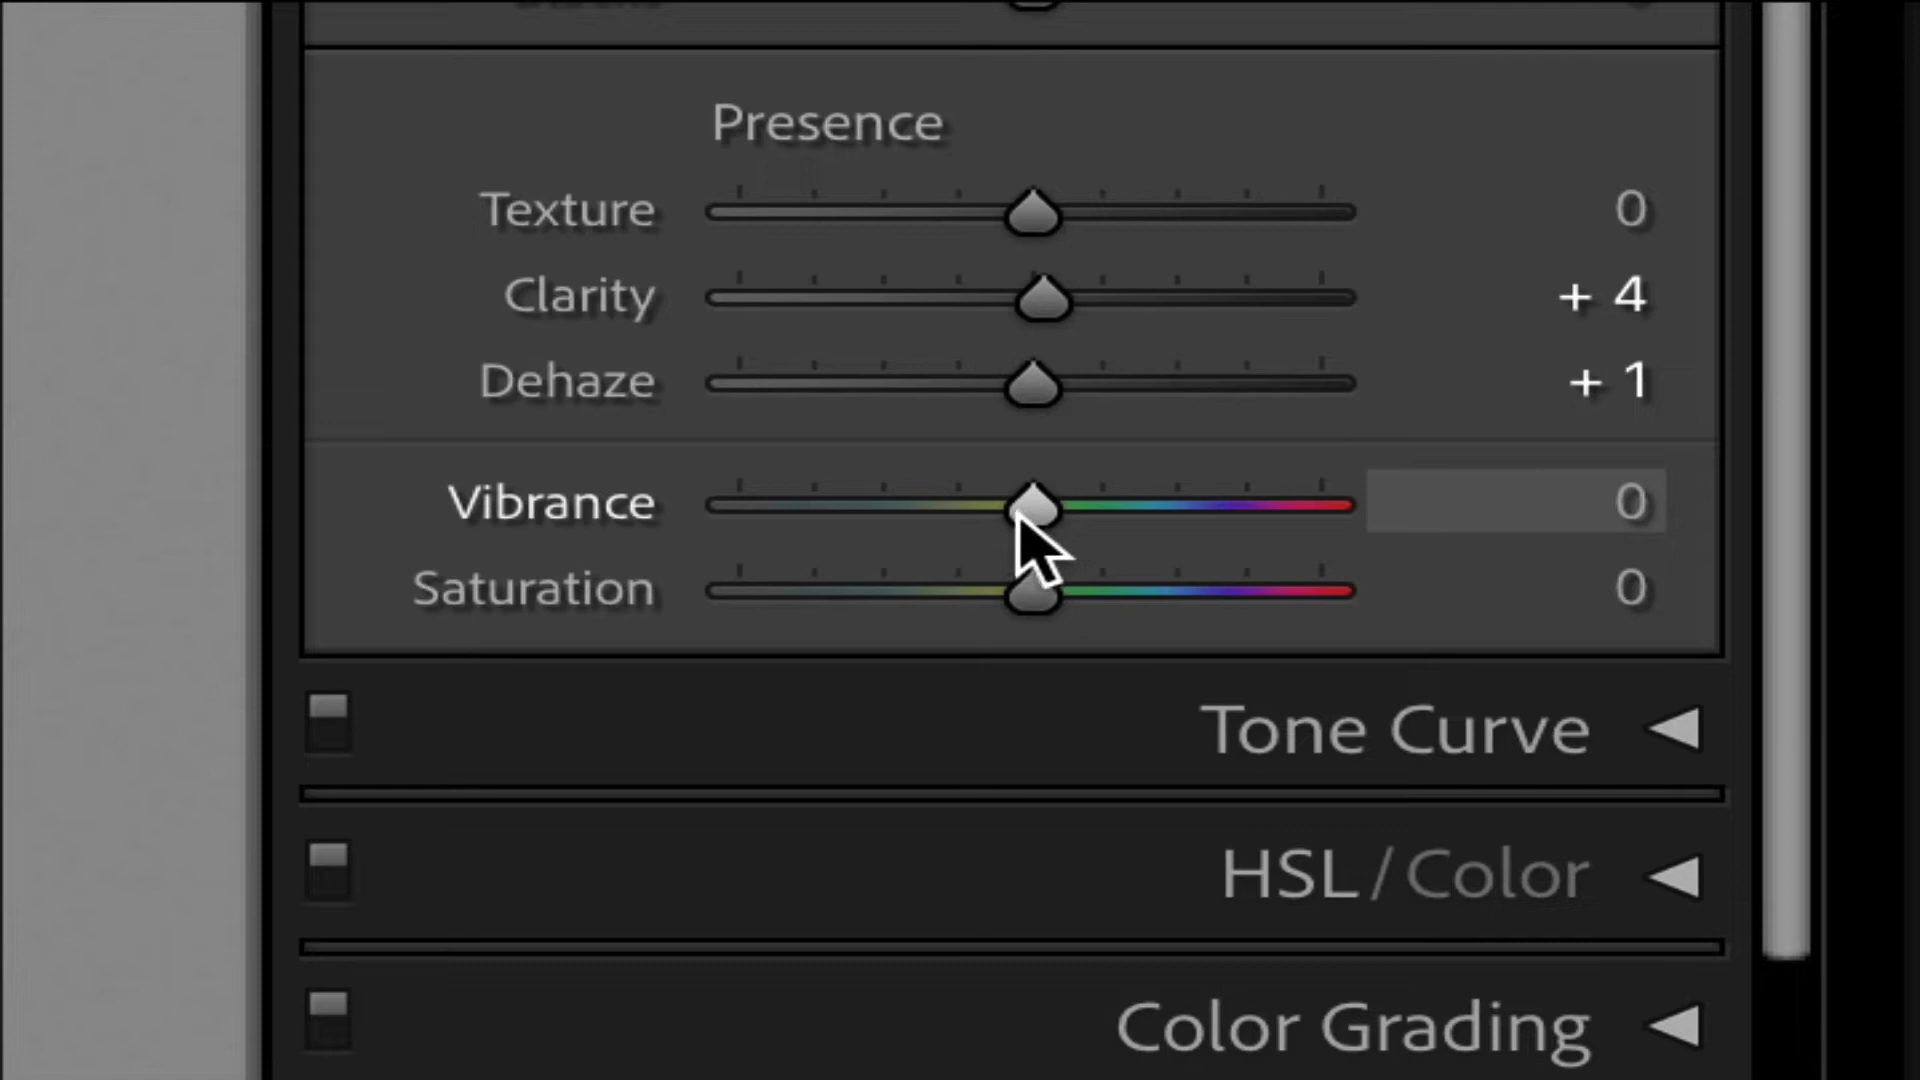 Presence
Texture 0
Clarity + 4
Dehaze + 1
Vibrance 0
Saturation 0
Tone Curve
HSL / Color
Color Grading